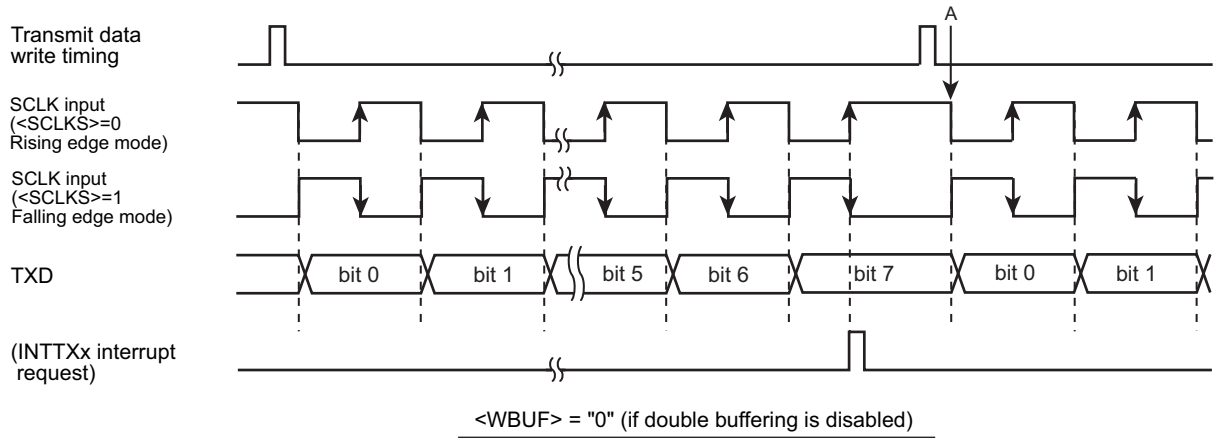 A
Transmit data
write timing
SCLK input
(<SCLKS>=0
Rising edge mode)
SCLK input
(<SCLKS>=1
Falling edge mode)
TXD
bit 0
bit 1
bit 5
bit 6
bit 7
bit 0
bit 1
(INTTXx interrupt
request)
<WBUF> = "0" (if double buffering is disabled)